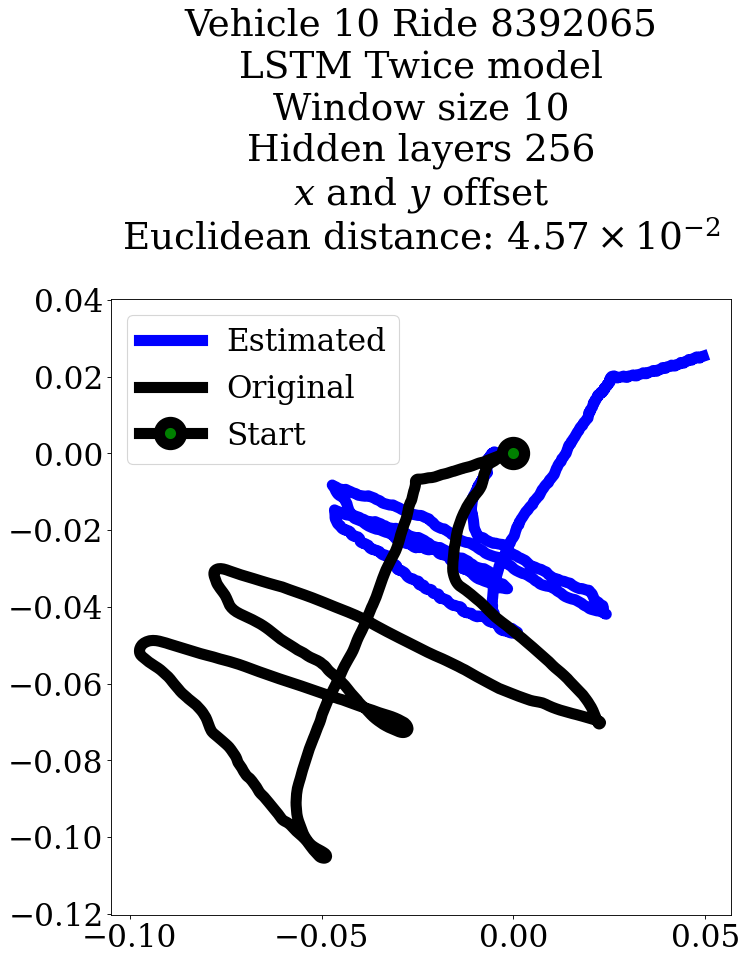 Vehicle 10 Ride 8392065
LSTM Twice model
Window size 10
Hidden layers 256
x and y offset
Euclidean distance: 4.57 × 10⁻²
Estimated
Original
Start
0.04
0.02
0.00
−0.02
−0.04
−0.06
−0.08
−0.10
−0.12
−0.10 −0.05 0.00 0.05